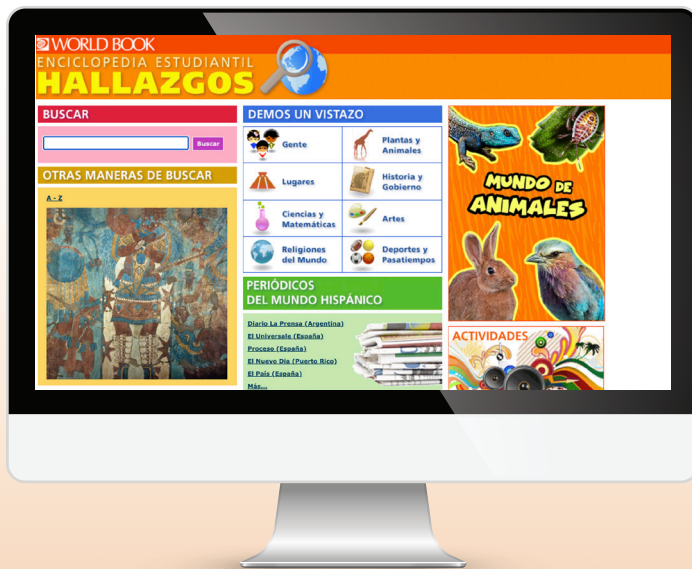 WORLD BOOK
ENCICLOPEDIA ESTUDIANTIL
HALLAZGOS
BUSCAR
Buscar
OTRAS MANERAS DE BUSCAR
A - Z
DEMOS UN VISTAZO
Gente
Plantas y
Animales
Lugares
Historia y
Gobierno
Ciencias y
Matemáticas
Artes
Religiones
del Mundo
Deportes y
Pasatiempos
PERIÓDICOS
DEL MUNDO HISPÁNICO
Diario La Prensa (Argentina)
El Universale (España)
Proceso (España)
El Nuevo Dia (Puerto Rico)
El País (España)
Más...
MUNDO DE
ANIMALES
ACTIVIDADES